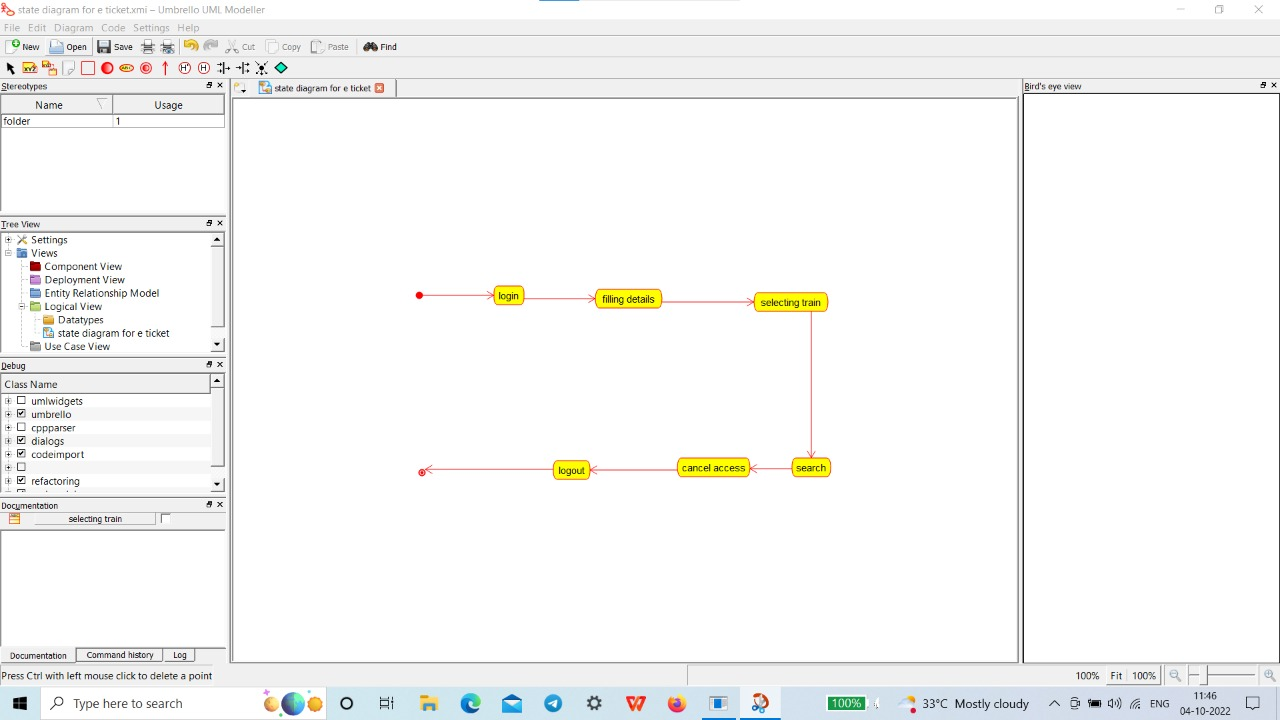 state diagram for e ticket.xmi – Umbrello UML Modeller
File Edit Diagram Code Settings Help
New Open Save Cut Copy Paste Find
Stereotypes
Name Usage
folder 1
Tree View
Settings
Views
Component View
Deployment View
Entity Relationship Model
Logical View
Datatypes
state diagram for e ticket
Use Case View
Debug
Class Name
umlwidgets
umbrello
cppparser
dialogs
codeimport
refactoring
Documentation
selecting train
Documentation Command history Log
Press Ctrl with left mouse click to delete a point
state diagram for e ticket
login
filling details
selecting train
search
cancel access
logout
Bird's eye view
100% Fit 100%
Type here to search
100%
33°C Mostly cloudy
ENG
11:46
04-10-2022